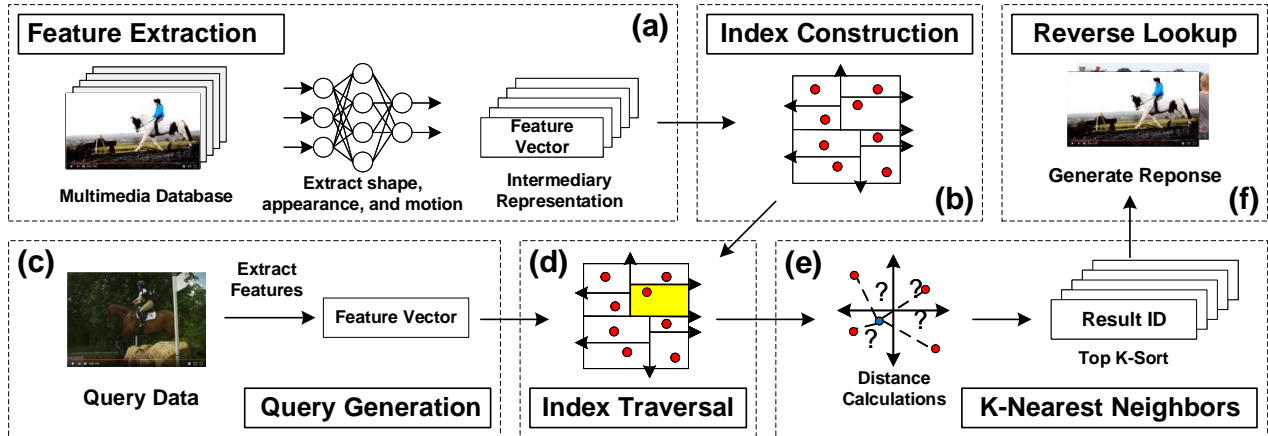 Feature Extraction
(a)
Multimedia Database
Extract shape,
appearance, and motion
Feature
Vector
Intermediary
Representation
Index Construction
(b)
Reverse Lookup
Generate Reponse
(f)
(c)
Query Data
Extract
Features
Feature Vector
Query Generation
(d)
Index Traversal
(e)
?
?
?
?
Distance
Calculations
Result ID
Top K-Sort
K-Nearest Neighbors